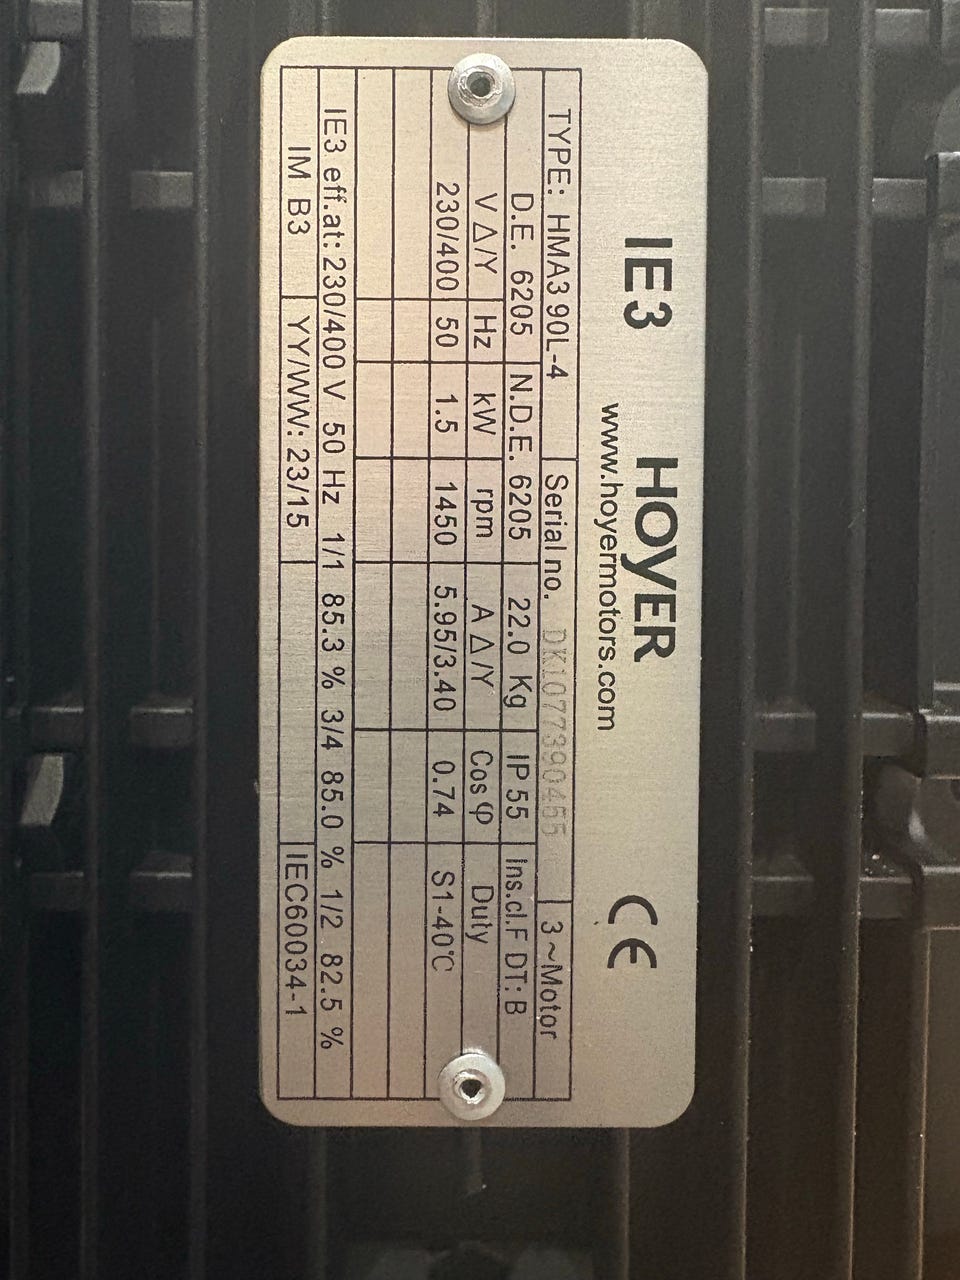 IE3 HOYER CE
www.hoyermotors.com
TYPE: HMA3 90L-4 Serial no. DK1077390455 3~Motor
D.E. 6205 N.D.E. 6205 22.0 Kg IP 55 Ins.cl.F DT: B
V △/Y Hz kW rpm A △/Y Cos φ Duty
230/400 50 1.5 1450 5.95/3.40 0.74 S1-40℃
IE3 eff.at: 230/400 V 50 Hz 1/1 85.3 % 3/4 85.0 % 1/2 82.5 %
IM B3 YY/WW: 23/15 IEC60034-1